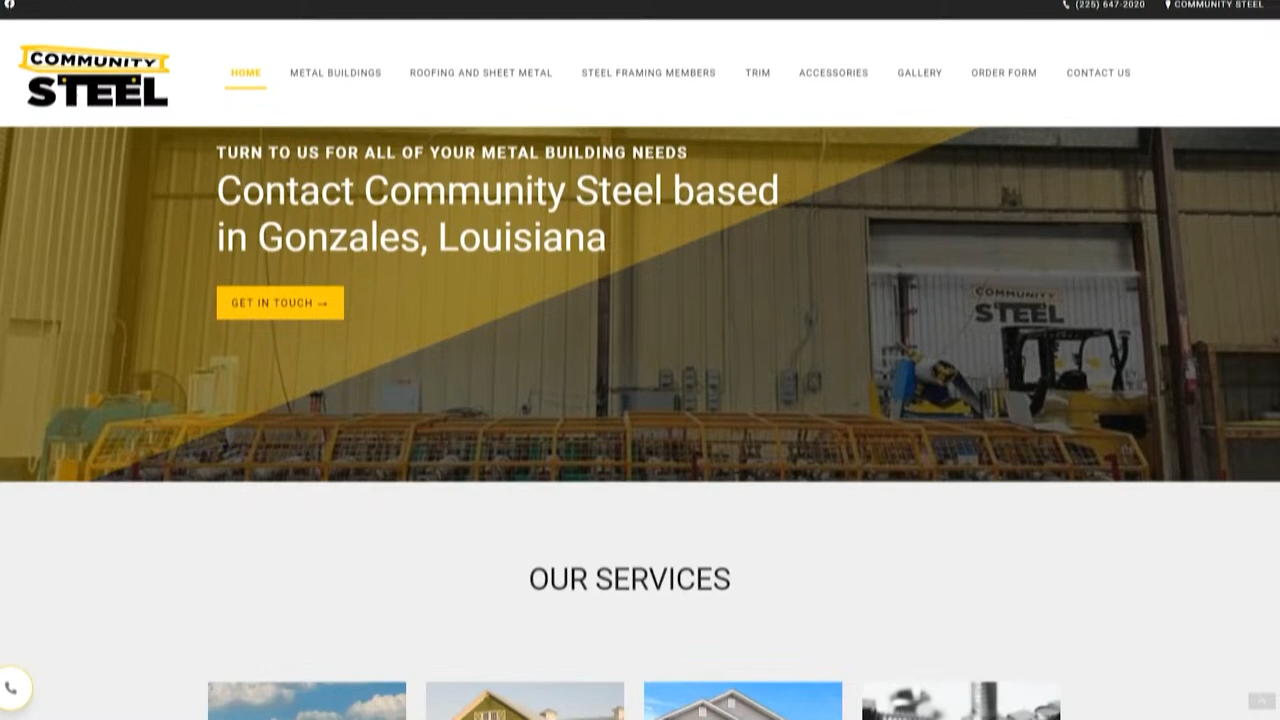 (225) 647-2020 COMMUNITY STEEL
COMMUNITY
STEEL
HOME METAL BUILDINGS ROOFING AND SHEET METAL STEEL FRAMING MEMBERS TRIM ACCESSORIES GALLERY ORDER FORM CONTACT US
TURN TO US FOR ALL OF YOUR METAL BUILDING NEEDS
Contact Community Steel based
in Gonzales, Louisiana
GET IN TOUCH →
COMMUNITY
STEEL
OUR SERVICES